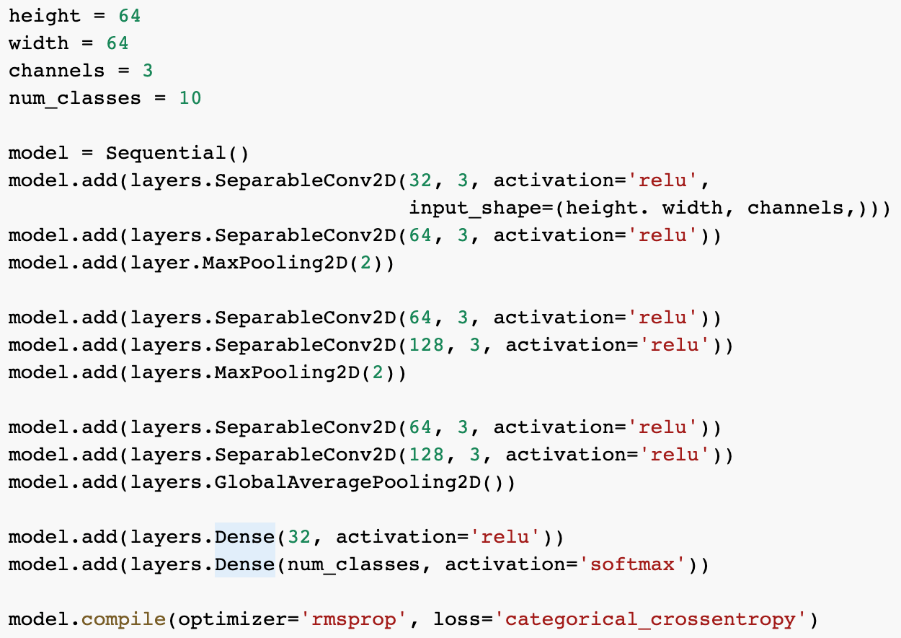 height = 64
width = 64
channels = 3
num_classes = 10
model = Sequential()
model.add(layers.SeparableConv2D(32, 3, activation='relu',
input_shape=(height. width, channels,)))
model.add(layers.SeparableConv2D(64, 3, activation='relu'))
model.add(layer.MaxPooling2D(2))
model.add(layers.SeparableConv2D(64, 3, activation='relu'))
model.add(layers.SeparableConv2D(128, 3, activation='relu'))
model.add(layers.MaxPooling2D(2))
model.add(layers.SeparableConv2D(64, 3, activation='relu'))
model.add(layers.SeparableConv2D(128, 3, activation='relu'))
model.add(layers.GlobalAveragePooling2D())
model.add(layers.Dense(32, activation='relu'))
model.add(layers.Dense(num_classes, activation='softmax'))
model.compile(optimizer='rmsprop', loss='categorical_crossentropy')